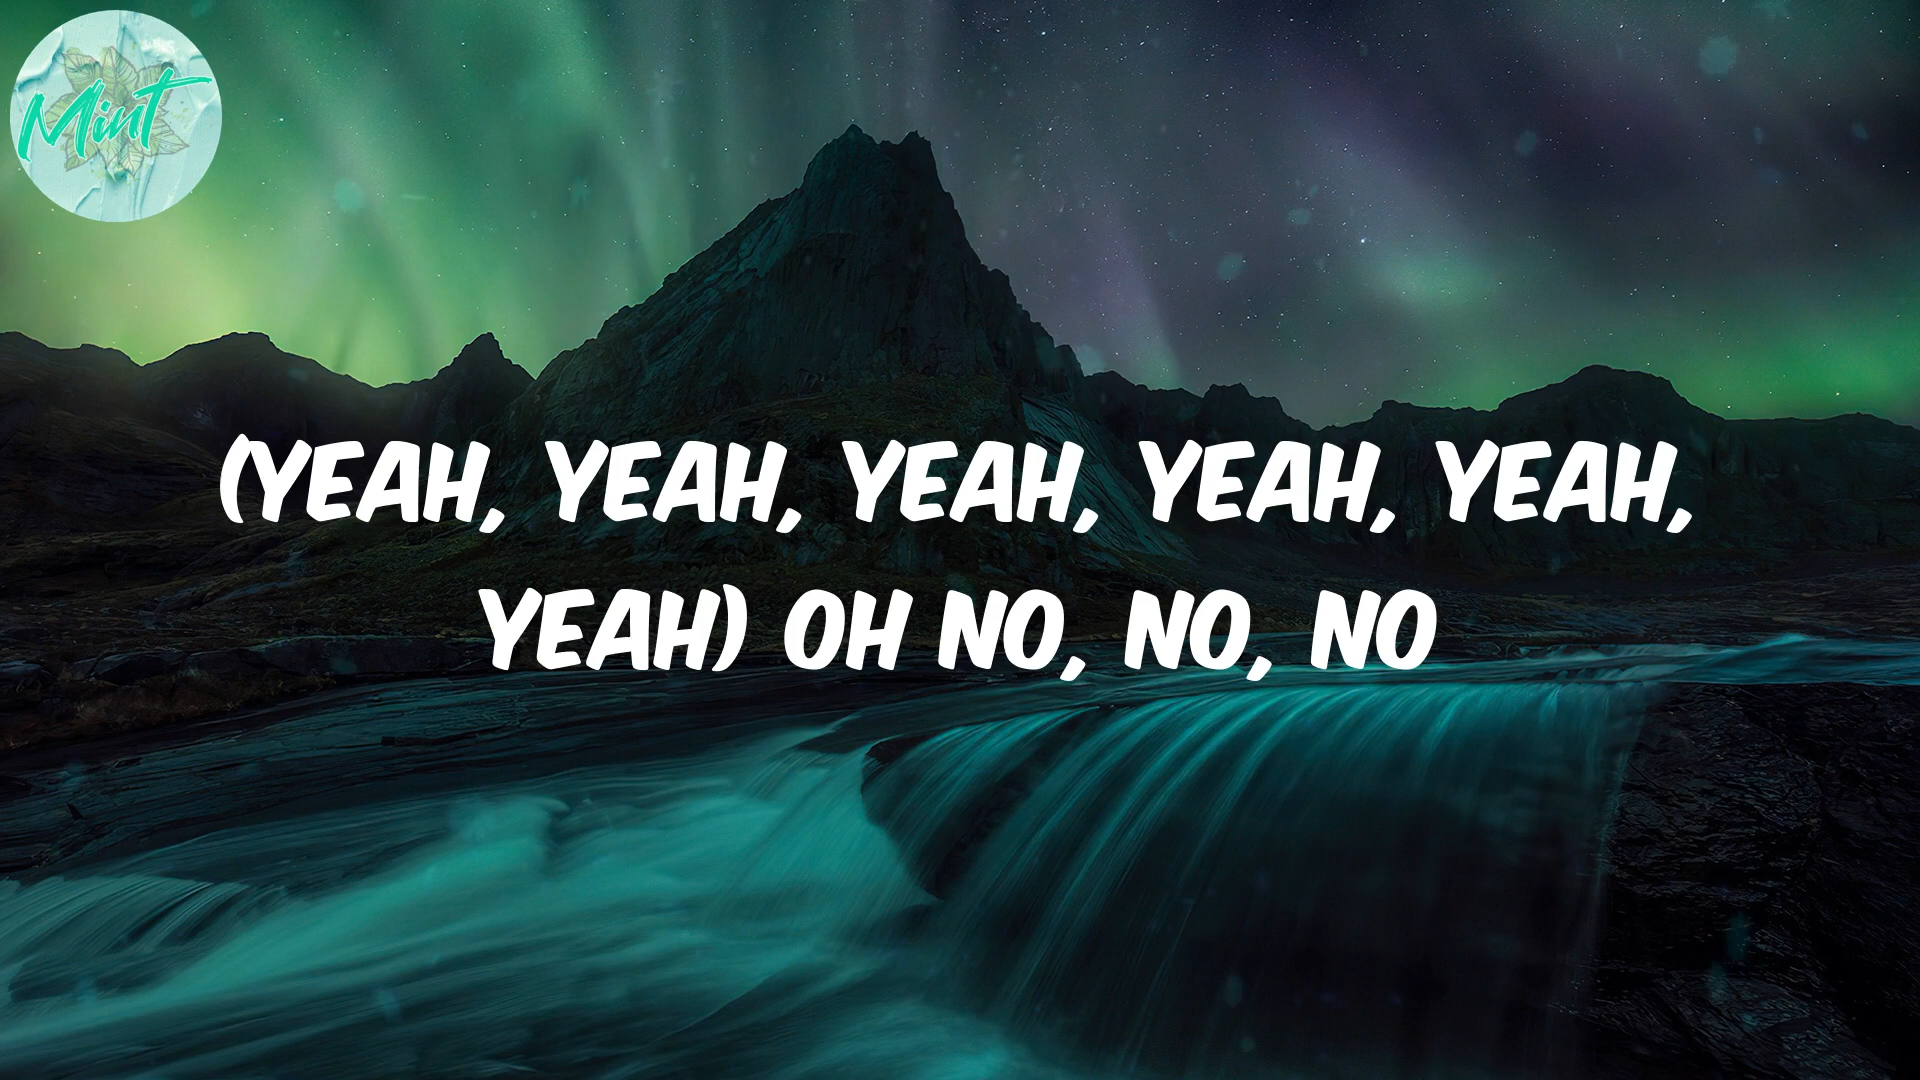 Mint
(YEAH, YEAH, YEAH, YEAH, YEAH,
YEAH) OH NO, NO, NO